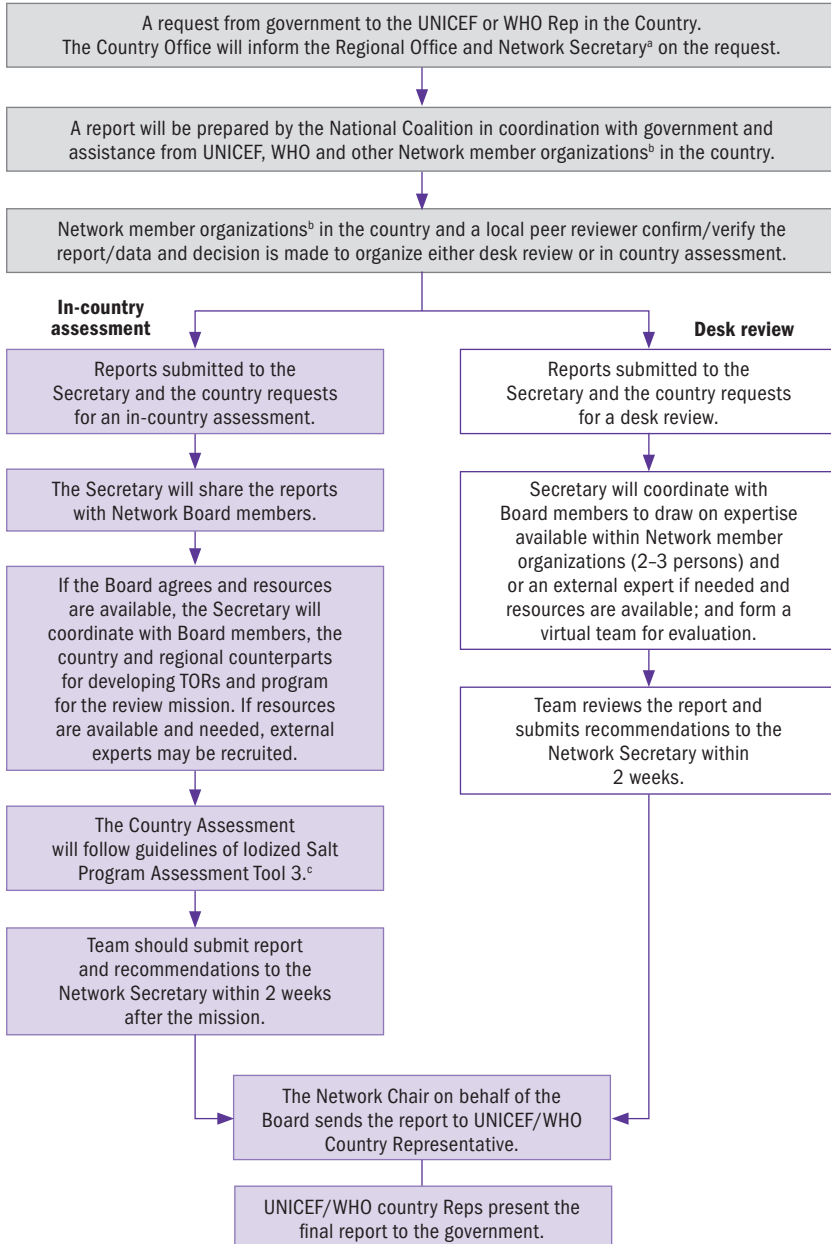 A request from government to the UNICEF or WHO Rep in the Country.
The Country Office will inform the Regional Office and Network Secretaryᵃ on the request.
A report will be prepared by the National Coalition in coordination with government and
assistance from UNICEF, WHO and other Network member organizationsᵇ in the country.
Network member organizationsᵇ in the country and a local peer reviewer confirm/verify the
report/data and decision is made to organize either desk review or in country assessment.
In-country
assessment
Reports submitted to the
Secretary and the country requests
for an in-country assessment.
The Secretary will share the reports
with Network Board members.
If the Board agrees and resources
are available, the Secretary will
coordinate with Board members, the
country and regional counterparts
for developing TORs and program
for the review mission. If resources
are available and needed, external
experts may be recruited.
The Country Assessment
will follow guidelines of Iodized Salt
Program Assessment Tool 3.ᶜ
Team should submit report
and recommendations to the
Network Secretary within 2 weeks
after the mission.
Desk review
Reports submitted to the
Secretary and the country requests
for a desk review.
Secretary will coordinate with
Board members to draw on expertise
available within Network member
organizations (2–3 persons) and
or an external expert if needed and
resources are available; and form a
virtual team for evaluation.
Team reviews the report and
submits recommendations to the
Network Secretary within
2 weeks.
The Network Chair on behalf of the
Board sends the report to UNICEF/WHO
Country Representative.
UNICEF/WHO country Reps present the
final report to the government.